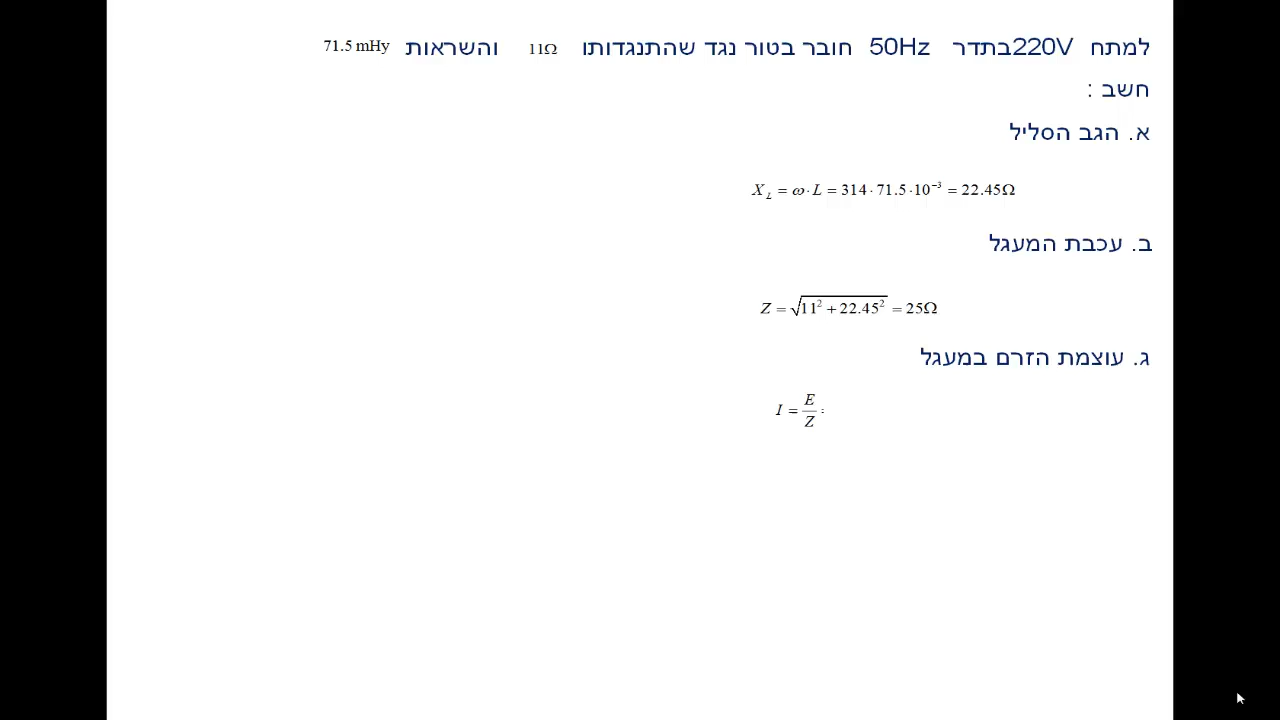 למתח 220V בתדר 50Hz חובר בטור נגד שהתנגדותו 11Ω והשראות 71.5 mHy
חשב :
א. הגב הסליל
X_L = ω · L = 314 · 71.5 · 10⁻³ = 22.45Ω
ב. עכבת המעגל
Z = √(11² + 22.45²) = 25Ω
ג. עוצמת הזרם במעגל
I = E/Z =